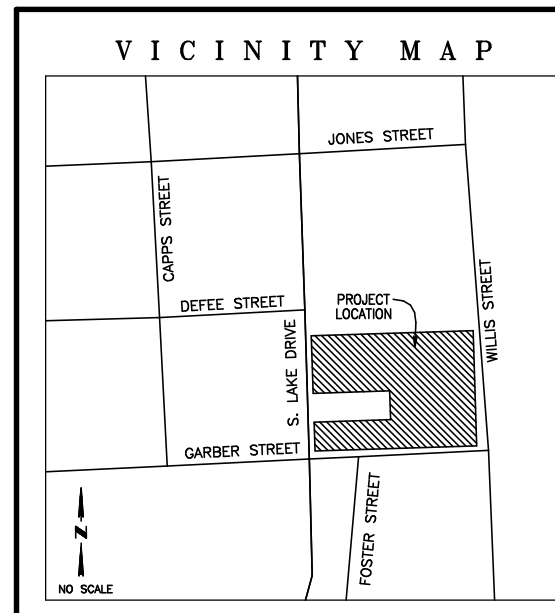 VICINITY MAP
JONES STREET
CAPPS STREET
DEFEE STREET
PROJECT
LOCATION
WILLIS STREET
S. LAKE DRIVE
GARBER STREET
FOSTER STREET
N
NO SCALE